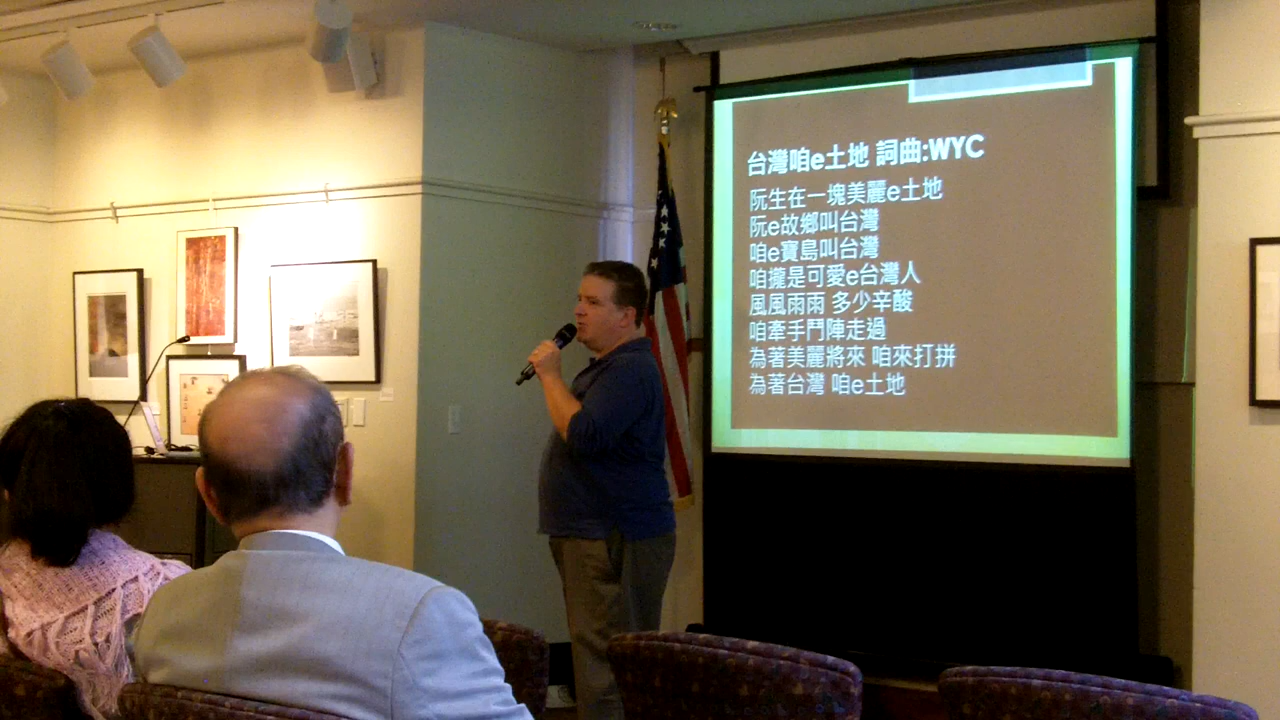 台灣咱e土地 詞曲:WYC
阮生在一塊美麗e土地
阮e故鄉叫台灣
咱e寶島叫台灣
咱攏是可愛e台灣人
風風雨雨 多少辛酸
咱牽手鬥陣走過
為著美麗將來 咱來打拼
為著台灣 咱e土地